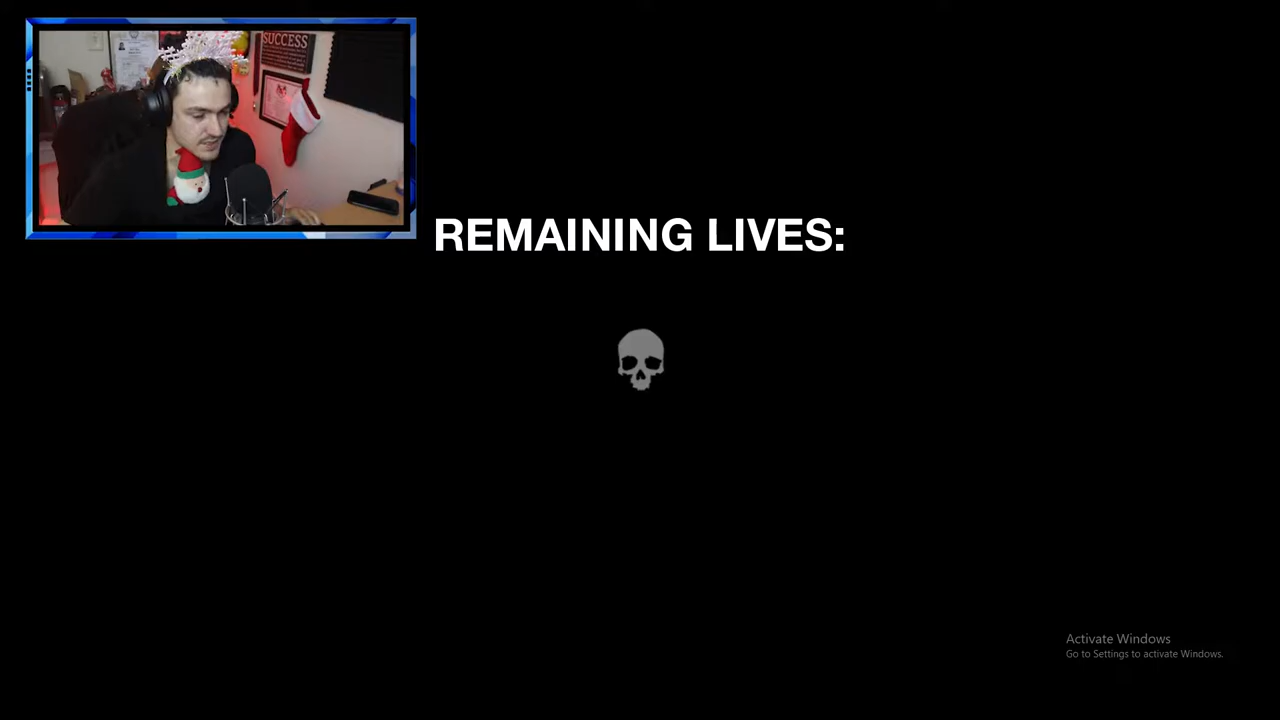 SUCCESS
REMAINING LIVES:
Activate Windows
Go to Settings to activate Windows.